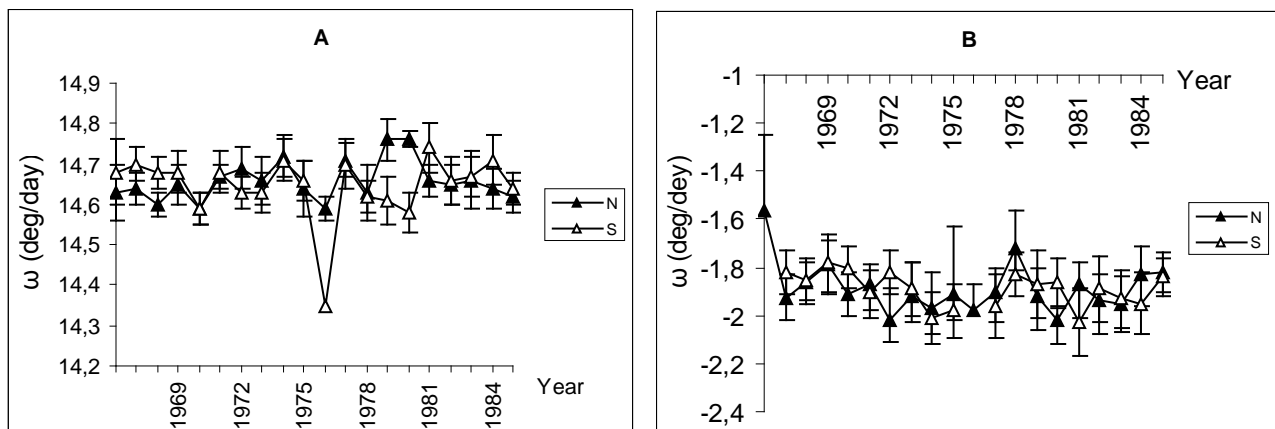 A
14,9
14,8
14,7
14,6
14,5
14,4
14,3
14,2
ω (deg/day)
1969
1972
1975
1978
1981
1984
Year
N
S
B
-1
-1,2
-1,4
-1,6
-1,8
-2
-2,2
-2,4
ω (deg/dey)
1969
1972
1975
1978
1981
1984
Year
N
S